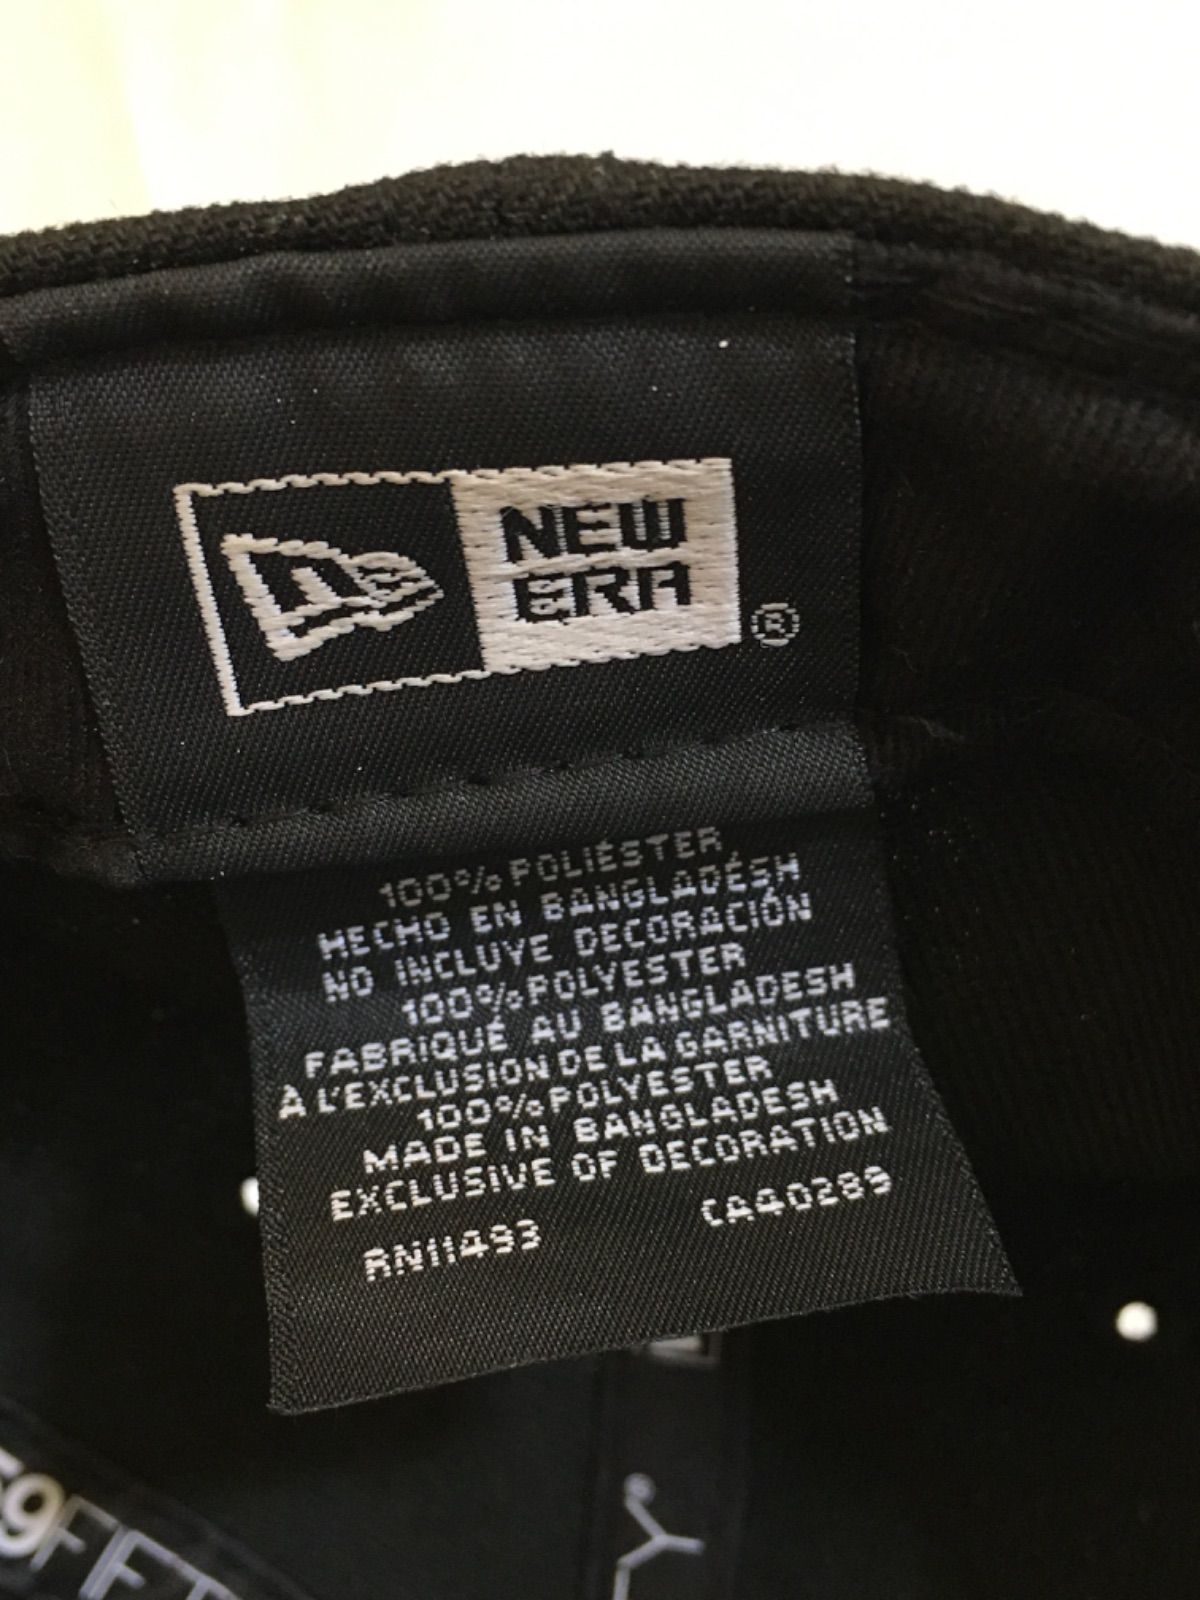 NEW
ERA
®
100% POLIÉSTER
HECHO EN BANGLADÉSH
NO INCLUYE DECORACIÓN
100% POLYESTER
FABRIQUÉ AU BANGLADESH
À L'EXCLUSION DE LA GARNITURE
100% POLYESTER
MADE IN BANGLADESH
EXCLUSIVE OF DECORATION
RN11493 CA40289
59F